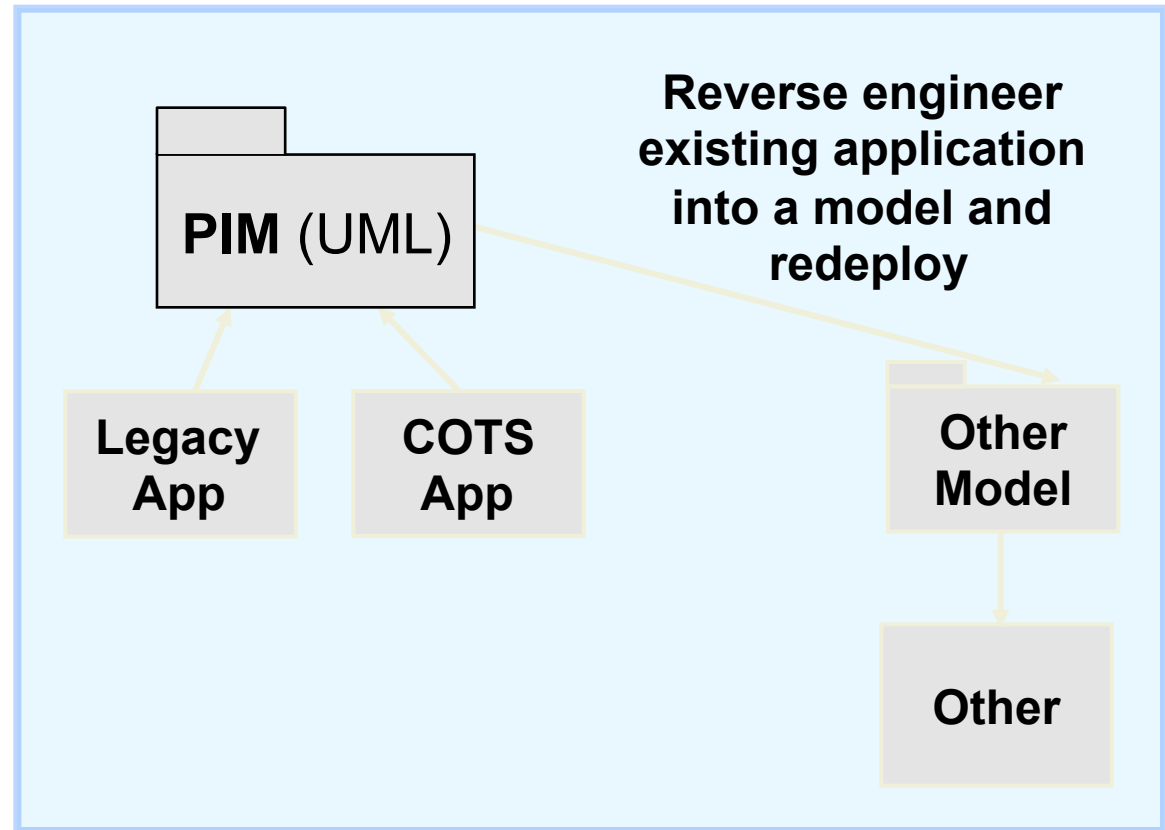 Reverse engineer
existing application
into a model and
redeploy
PIM (UML)
Legacy
App
COTS
App
Other
Model
Other